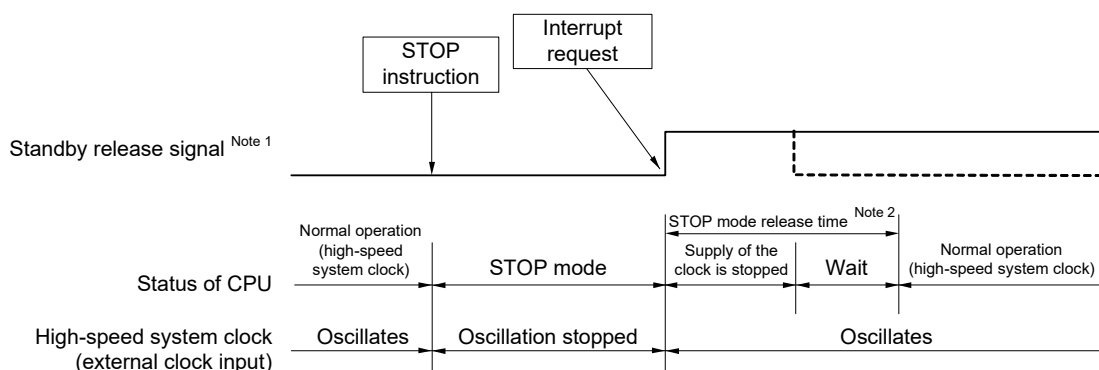 STOP
instruction
Interrupt
request
Standby release signal Note 1
STOP mode release time Note 2
Normal operation
(high-speed
system clock)
Supply of the
clock is stopped
Normal operation
(high-speed system clock)
Status of CPU
STOP mode
Wait
High-speed system clock
(external clock input)
Oscillates
Oscillation stopped
Oscillates